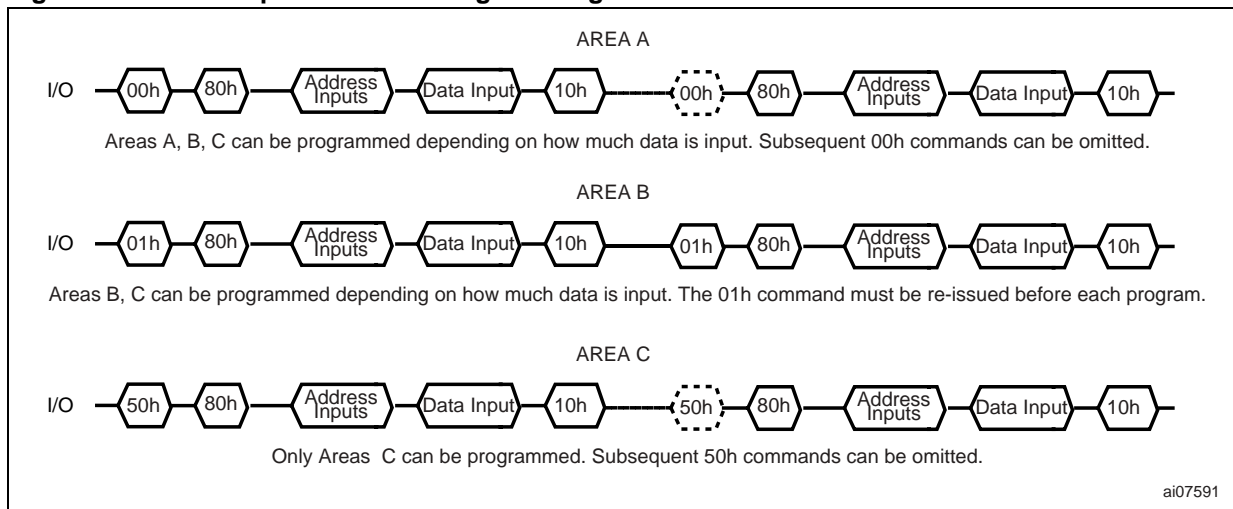 AREA A
I/O 00h 80h Address Inputs Data Input 10h 00h 80h Address Inputs Data Input 10h
Areas A, B, C can be programmed depending on how much data is input. Subsequent 00h commands can be omitted.
AREA B
I/O 01h 80h Address Inputs Data Input 10h 01h 80h Address Inputs Data Input 10h
Areas B, C can be programmed depending on how much data is input. The 01h command must be re-issued before each program.
AREA C
I/O 50h 80h Address Inputs Data Input 10h 50h 80h Address Inputs Data Input 10h
Only Areas C can be programmed. Subsequent 50h commands can be omitted.
ai07591